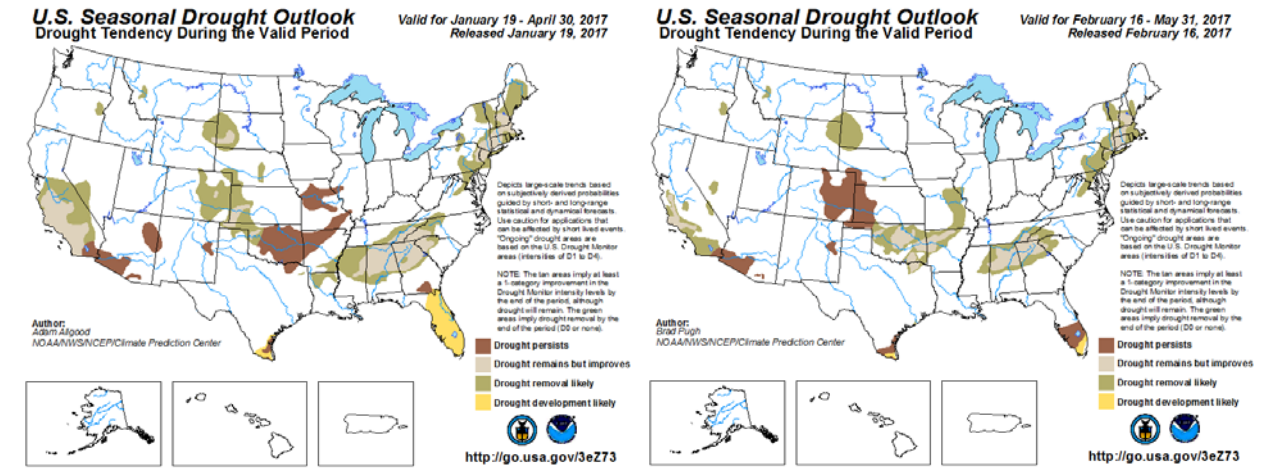 U.S. Seasonal Drought Outlook
Drought Tendency During the Valid Period
Valid for January 19 - April 30, 2017
Released January 19, 2017
Depicts large-scale trends based
on subjectively derived probabilities
guided by short- and long-range
statistical and dynamical forecasts.
Use caution for applications that
can be affected by short lived events.
"Ongoing" drought areas are
based on the U.S. Drought Monitor
areas (intensities of D1 to D4).
NOTE: The tan areas imply at least
a 1-category improvement in the
Drought Monitor intensity levels by
the end of the period, although
drought will remain. The green
areas imply drought removal by the
end of the period (D0 or none).
Author:
Adam Allgood
NOAA/NWS/NCEP/Climate Prediction Center
Drought persists
Drought remains but improves
Drought removal likely
Drought development likely
http://go.usa.gov/3eZ73
U.S. Seasonal Drought Outlook
Drought Tendency During the Valid Period
Valid for February 16 - May 31, 2017
Released February 16, 2017
Depicts large-scale trends based
on subjectively derived probabilities
guided by short- and long-range
statistical and dynamical forecasts.
Use caution for applications that
can be affected by short lived events.
"Ongoing" drought areas are
based on the U.S. Drought Monitor
areas (intensities of D1 to D4).
NOTE: The tan areas imply at least
a 1-category improvement in the
Drought Monitor intensity levels by
the end of the period, although
drought will remain. The green
areas imply drought removal by the
end of the period (D0 or none).
Author:
Brad Pugh
NOAA/NWS/NCEP/Climate Prediction Center
Drought persists
Drought remains but improves
Drought removal likely
Drought development likely
http://go.usa.gov/3eZ73